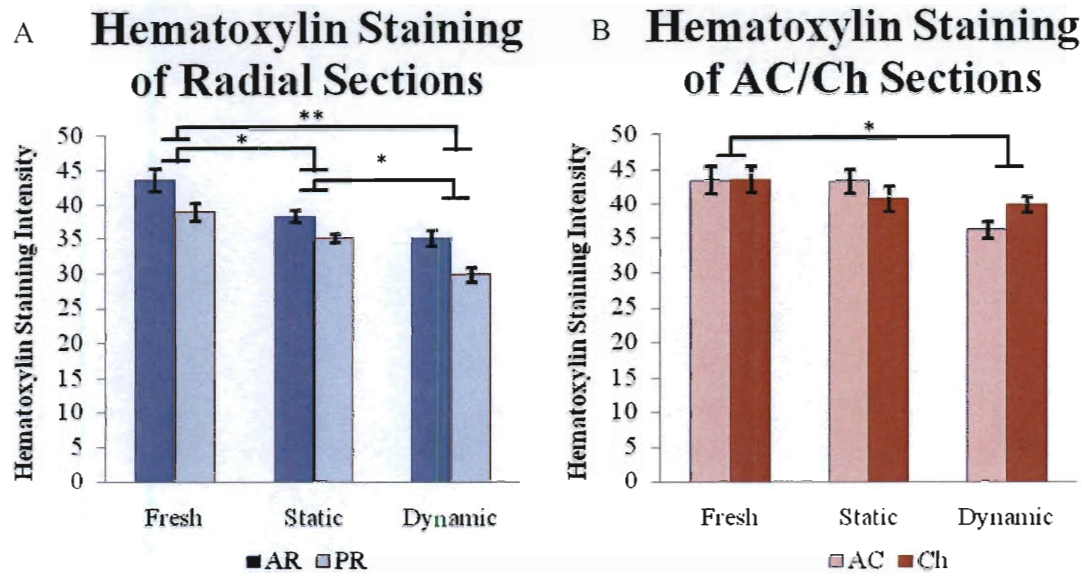 A
Hematoxylin Staining
of Radial Sections
Hematoxylin Staining Intensity
50
45
40
35
30
25
20
15
10
5
0
**
*
*
Fresh Static Dynamic
AR PR
B
Hematoxylin Staining
of AC/Ch Sections
Hematoxylin Staining Intensity
50
45
40
35
30
25
20
15
10
5
0
*
Fresh Static Dynamic
AC Ch